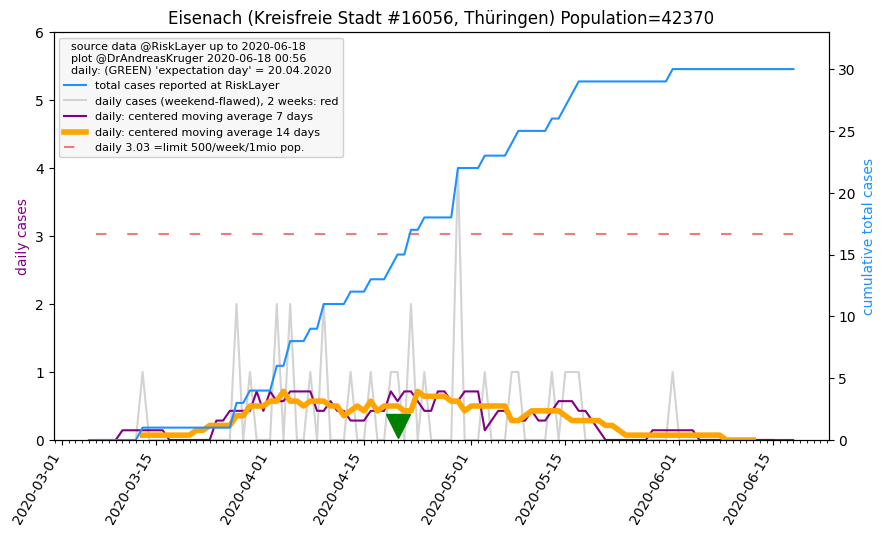 Eisenach (Kreisfreie Stadt #16056, Thüringen) Population=42370
source data @RiskLayer up to 2020-06-18
plot @DrAndreasKruger 2020-06-18 00:56
daily: (GREEN) 'expectation day' = 20.04.2020
total cases reported at RiskLayer
daily cases (weekend-flawed), 2 weeks: red
daily: centered moving average 7 days
daily: centered moving average 14 days
daily 3.03 =limit 500/week/1mio pop.
daily cases
6
5
4
3
2
1
0
cumulative total cases
30
25
20
15
10
5
0
2020-03-01
2020-03-15
2020-04-01
2020-04-15
2020-05-01
2020-05-15
2020-06-01
2020-06-15